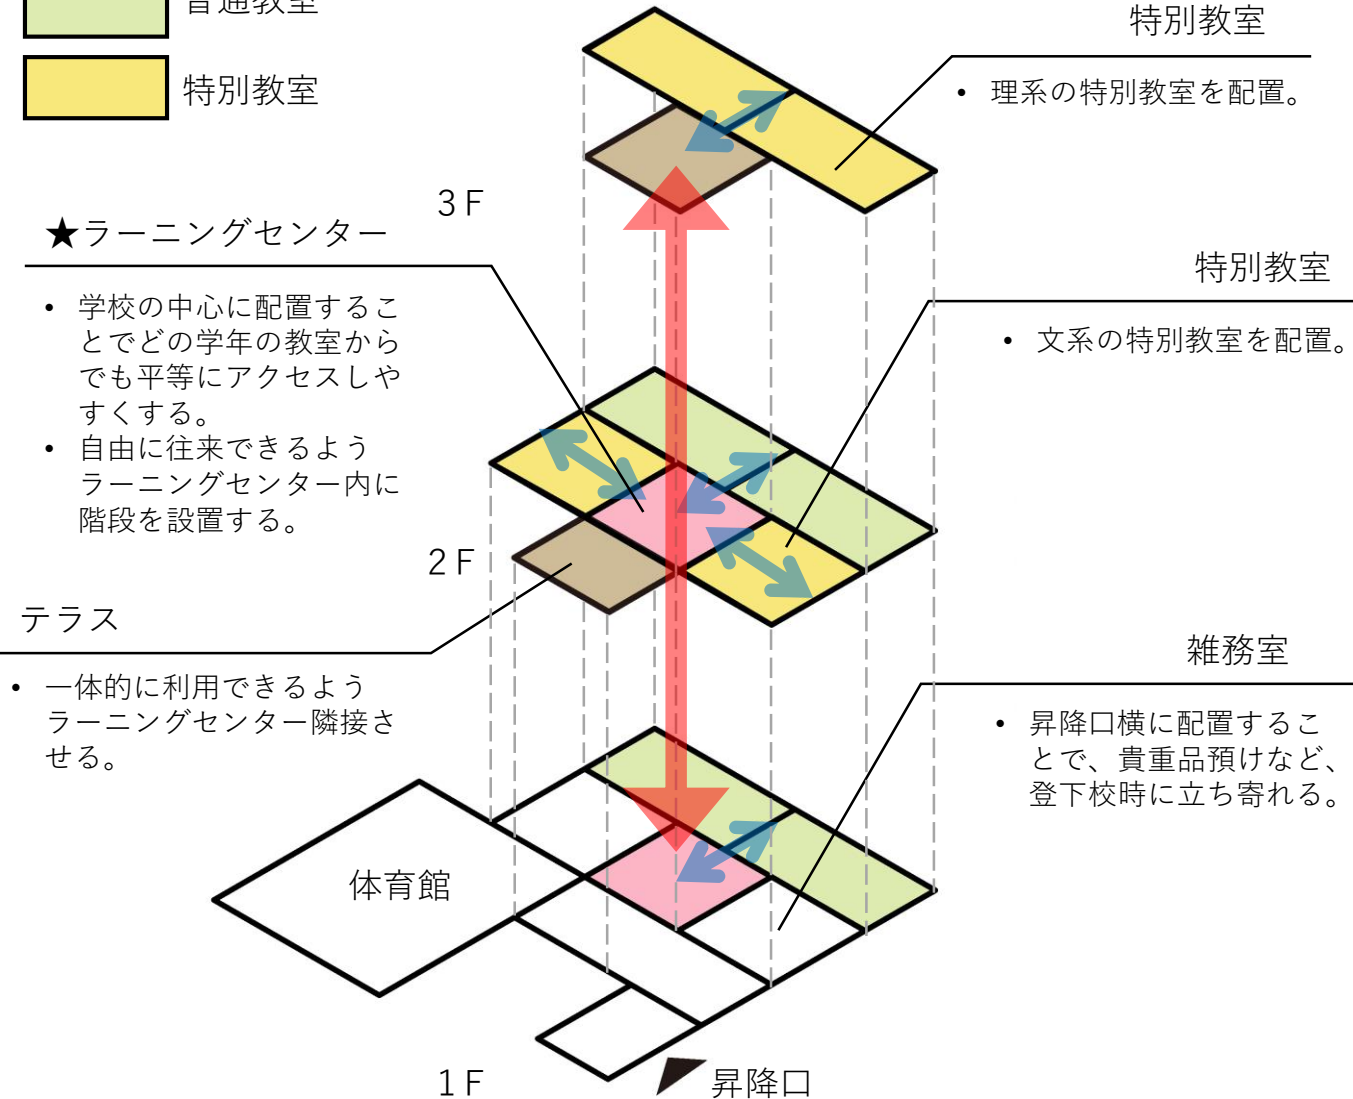 普通教室
特別教室
特別教室
• 理系の特別教室を配置。
3F
★ラーニングセンター
• 学校の中心に配置するこ
とでどの学年の教室から
でも平等にアクセスしや
すくする。
• 自由に往来できるよう
ラーニングセンター内に
階段を設置する。
特別教室
• 文系の特別教室を配置。
2F
テラス
• 一体的に利用できるよう
ラーニングセンター隣接さ
せる。
雑務室
• 昇降口横に配置するこ
とで、貴重品預けなど、
登下校時に立ち寄れる。
体育館
1F
昇降口